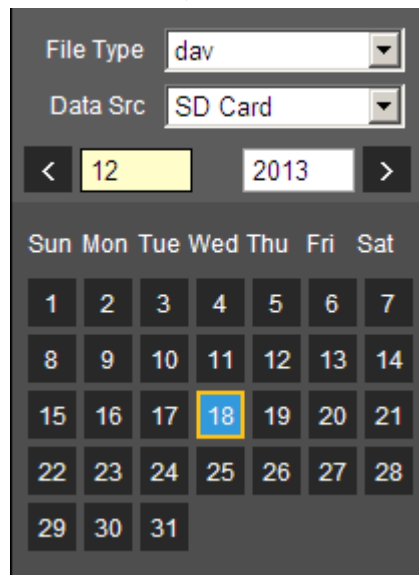 File Type dav
Data Src SD Card
< 12 2013 >
Sun Mon Tue Wed Thu Fri Sat
1 2 3 4 5 6 7
8 9 10 11 12 13 14
15 16 17 18 19 20 21
22 23 24 25 26 27 28
29 30 31